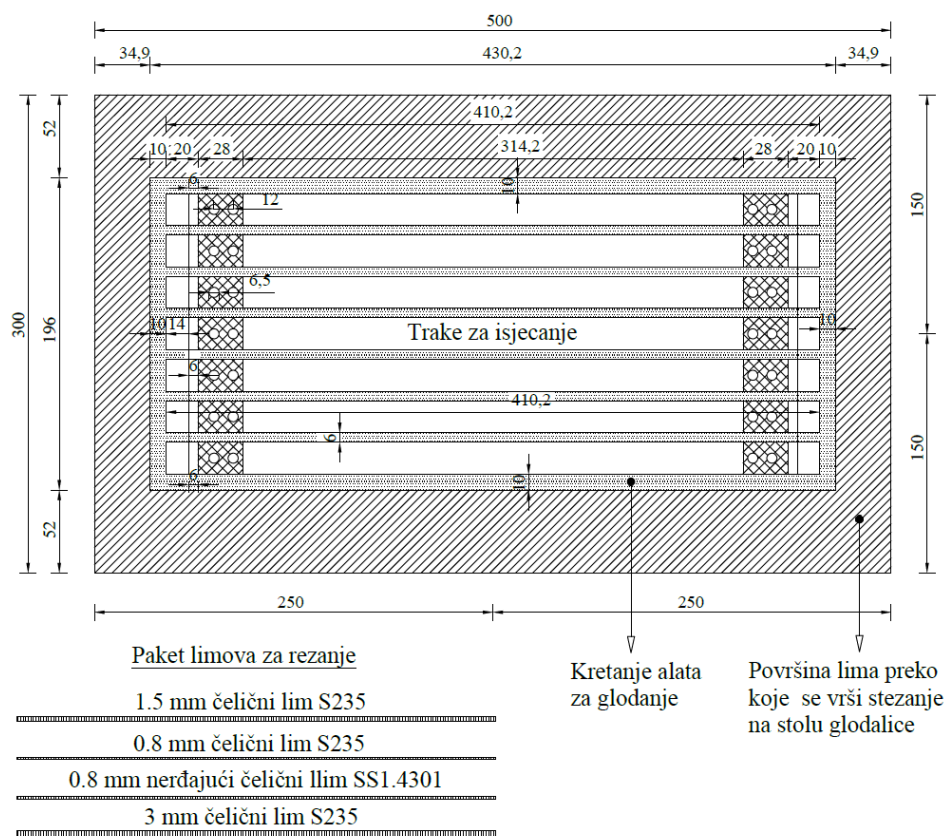 500
34,9 430,2 34,9
410,2
52
10 20 28 314,2 28 20 10
6 10
12
150
6,5
300
196
10 14 Trake za isjecanje 10
6
410,2
6
150
6 10
52
250 250
Paket limova za rezanje
1.5 mm čelični lim S235
0.8 mm čelični lim S235
0.8 mm nerđajući čelični llim SS1.4301
3 mm čelični lim S235
Kretanje alata
za glodanje
Površina lima preko
koje se vrši stezanje
na stolu glodalice